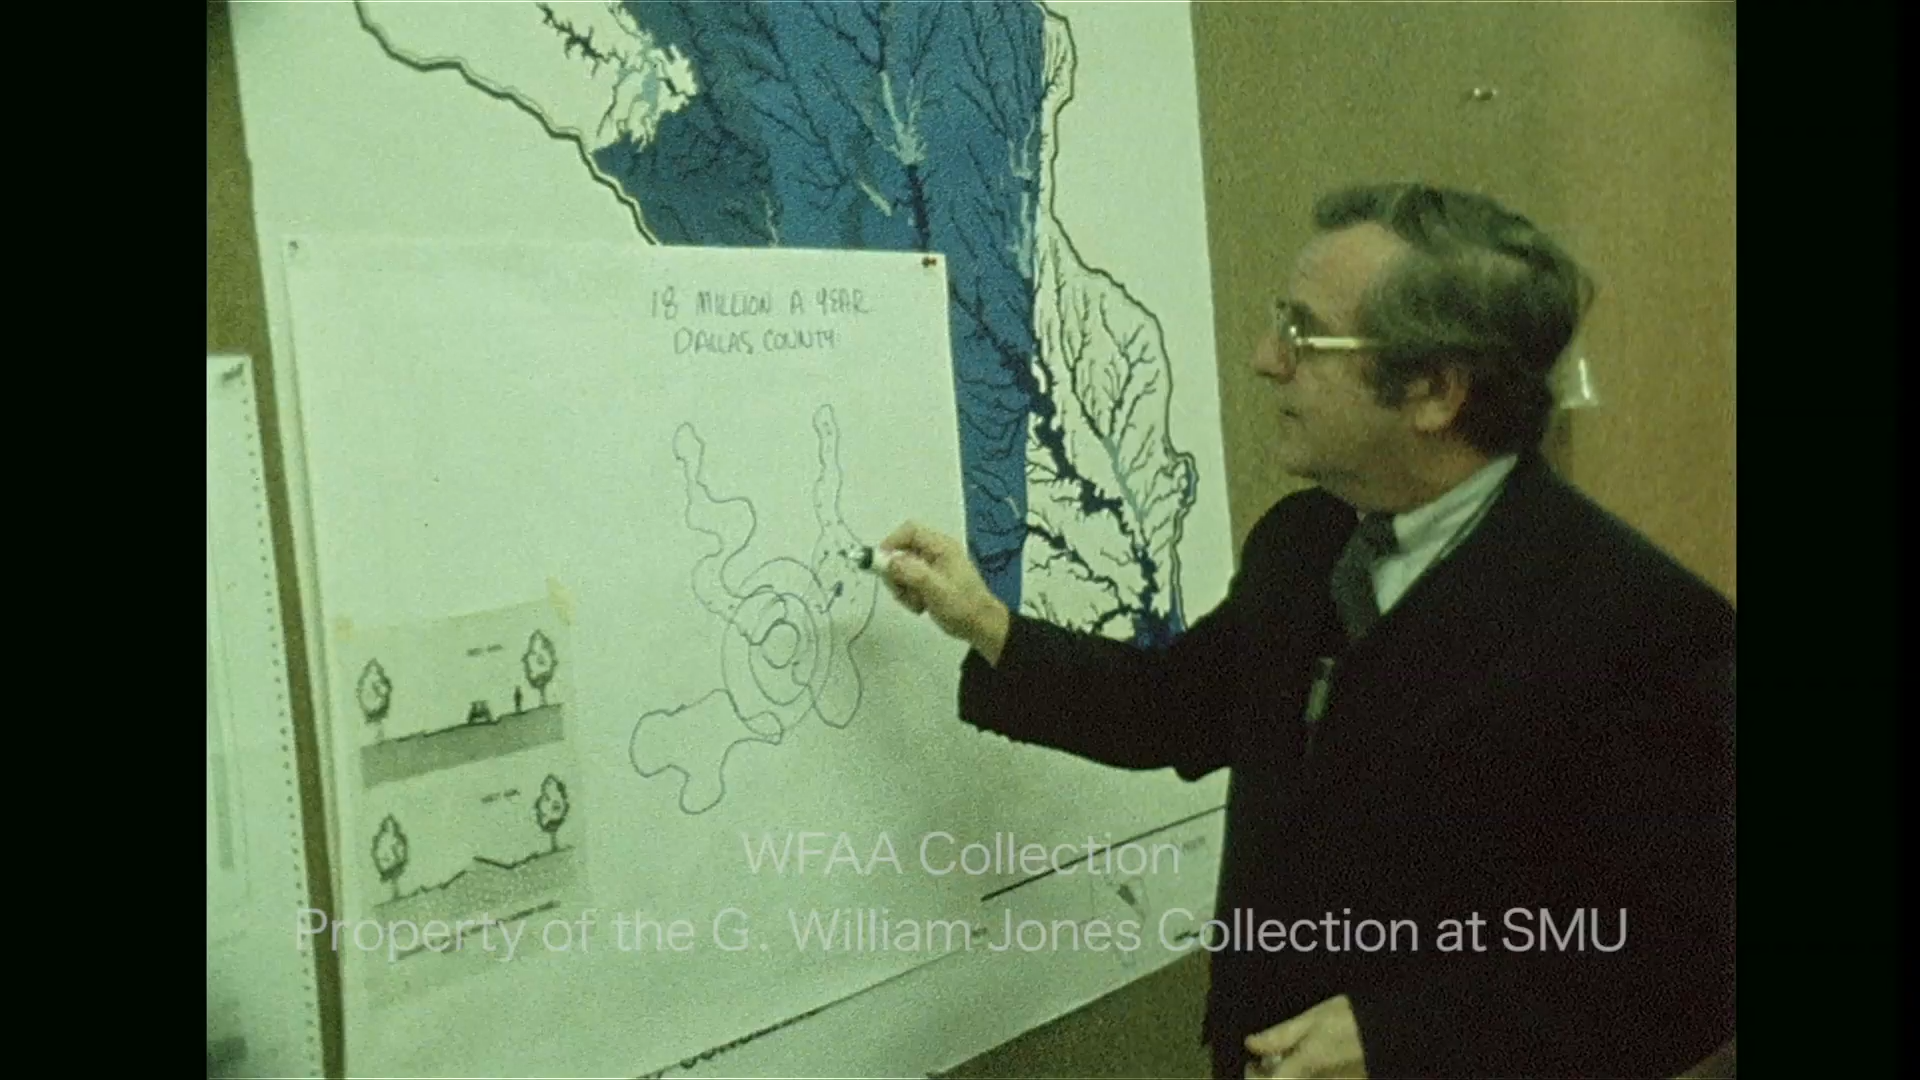 18 MILLION A YEAR
DALLAS COUNTY
WFAA Collection
Property of the G. William Jones Collection at SMU